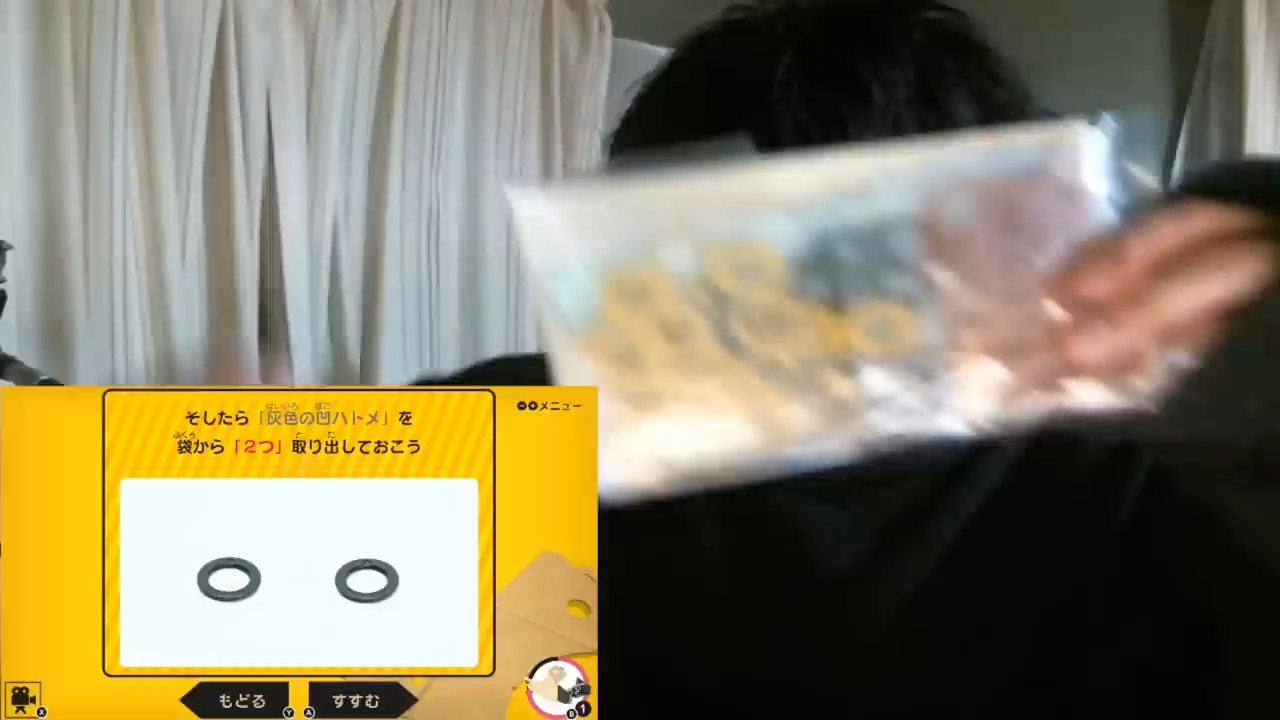 そしたら「灰色の凹ハトメ」を
袋から「２つ」取り出しておこう
メニュー
もどる
すすむ
X
Y
A
B
1